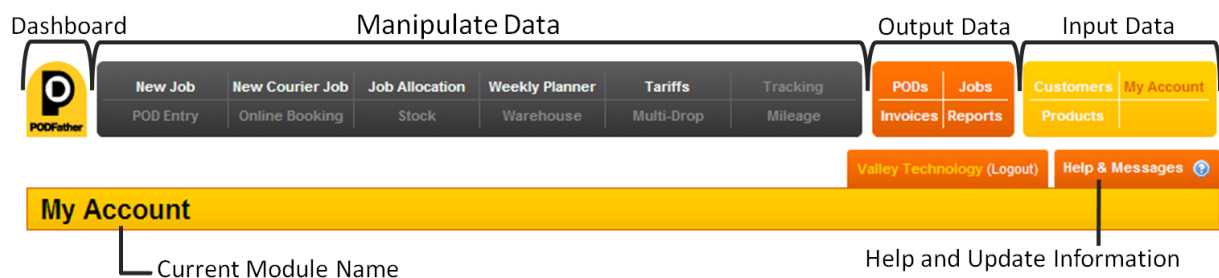 Dashboard Manipulate Data Output Data Input Data
New Job New Courier Job Job Allocation Weekly Planner Tariffs Tracking PODs Jobs Customers My Account
POD Entry Online Booking Stock Warehouse Multi-Drop Mileage Invoices Reports Products
P
PODFather
Valley Technology (Logout) Help & Messages ?
My Account
Current Module Name
Help and Update Information